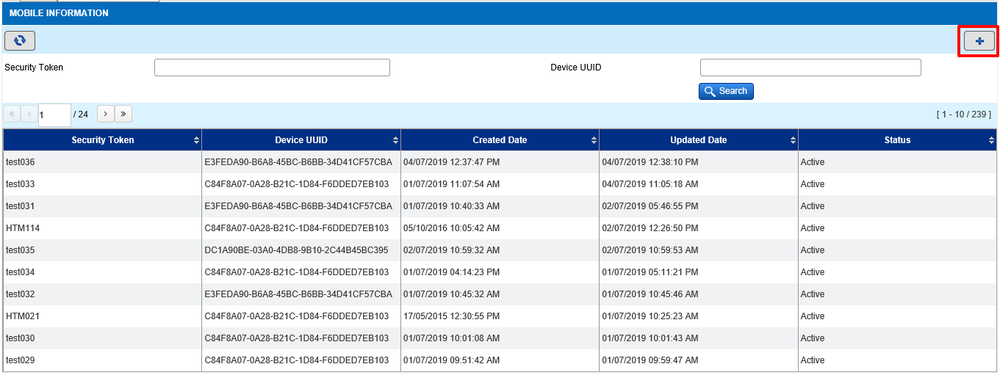 MOBILE INFORMATION
Security Token Device UUID
Search
« ‹ 1 / 24 › » [ 1 - 10 / 239 ]
Security Token Device UUID Created Date Updated Date Status
test036 E3FEDA90-B6A8-45BC-B6BB-34D41CF57CBA 04/07/2019 12:37:47 PM 04/07/2019 12:38:10 PM Active
test033 C84F8A07-0A28-B21C-1D84-F6DDED7EB103 01/07/2019 11:07:54 AM 04/07/2019 11:05:18 AM Active
test031 E3FEDA90-B6A8-45BC-B6BB-34D41CF57CBA 01/07/2019 10:40:33 AM 02/07/2019 05:46:55 PM Active
HTM114 C84F8A07-0A28-B21C-1D84-F6DDED7EB103 05/10/2016 10:05:42 AM 02/07/2019 12:26:50 PM Active
test035 DC1A90BE-03A0-4DB8-9B10-2C44B45BC395 02/07/2019 10:59:32 AM 02/07/2019 10:59:53 AM Active
test034 C84F8A07-0A28-B21C-1D84-F6DDED7EB103 01/07/2019 04:14:23 PM 01/07/2019 05:11:21 PM Active
test032 E3FEDA90-B6A8-45BC-B6BB-34D41CF57CBA 01/07/2019 10:45:32 AM 01/07/2019 10:45:46 AM Active
HTM021 C84F8A07-0A28-B21C-1D84-F6DDED7EB103 17/05/2015 12:30:55 PM 01/07/2019 10:25:23 AM Active
test030 C84F8A07-0A28-B21C-1D84-F6DDED7EB103 01/07/2019 10:01:08 AM 01/07/2019 10:01:43 AM Active
test029 C84F8A07-0A28-B21C-1D84-F6DDED7EB103 01/07/2019 09:51:42 AM 01/07/2019 09:59:47 AM Active